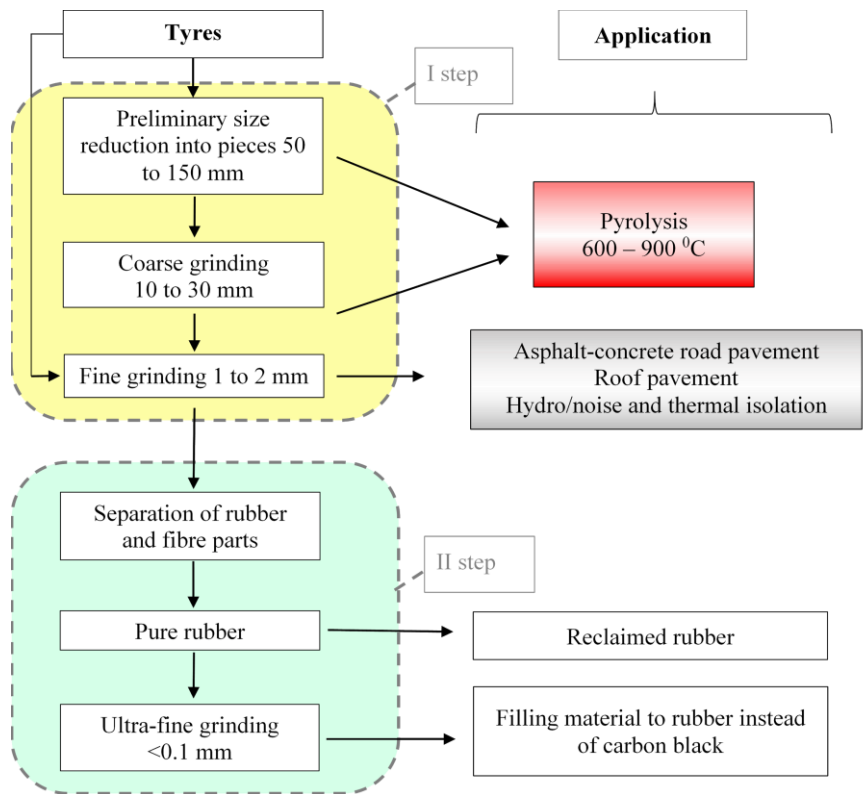 Tyres
Application
I step
Preliminary size
reduction into pieces 50
to 150 mm
Pyrolysis
600 – 900 ⁰C
Coarse grinding
10 to 30 mm
Fine grinding 1 to 2 mm
Asphalt-concrete road pavement
Roof pavement
Hydro/noise and thermal isolation
Separation of rubber
and fibre parts
II step
Pure rubber
Reclaimed rubber
Ultra-fine grinding
<0.1 mm
Filling material to rubber instead
of carbon black